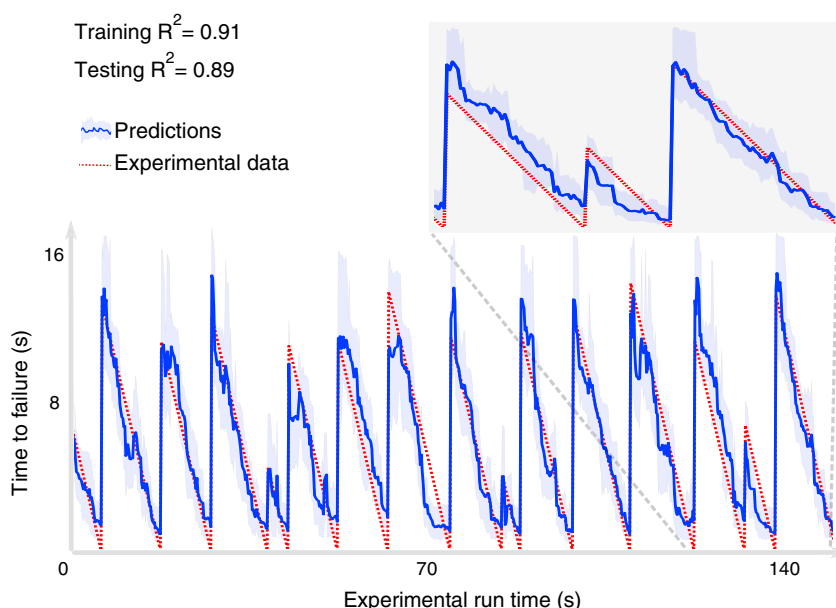 Training R²= 0.91
Testing R²= 0.89
Predictions
Experimental data
16
8
Time to failure (s)
0 70 140
Experimental run time (s)